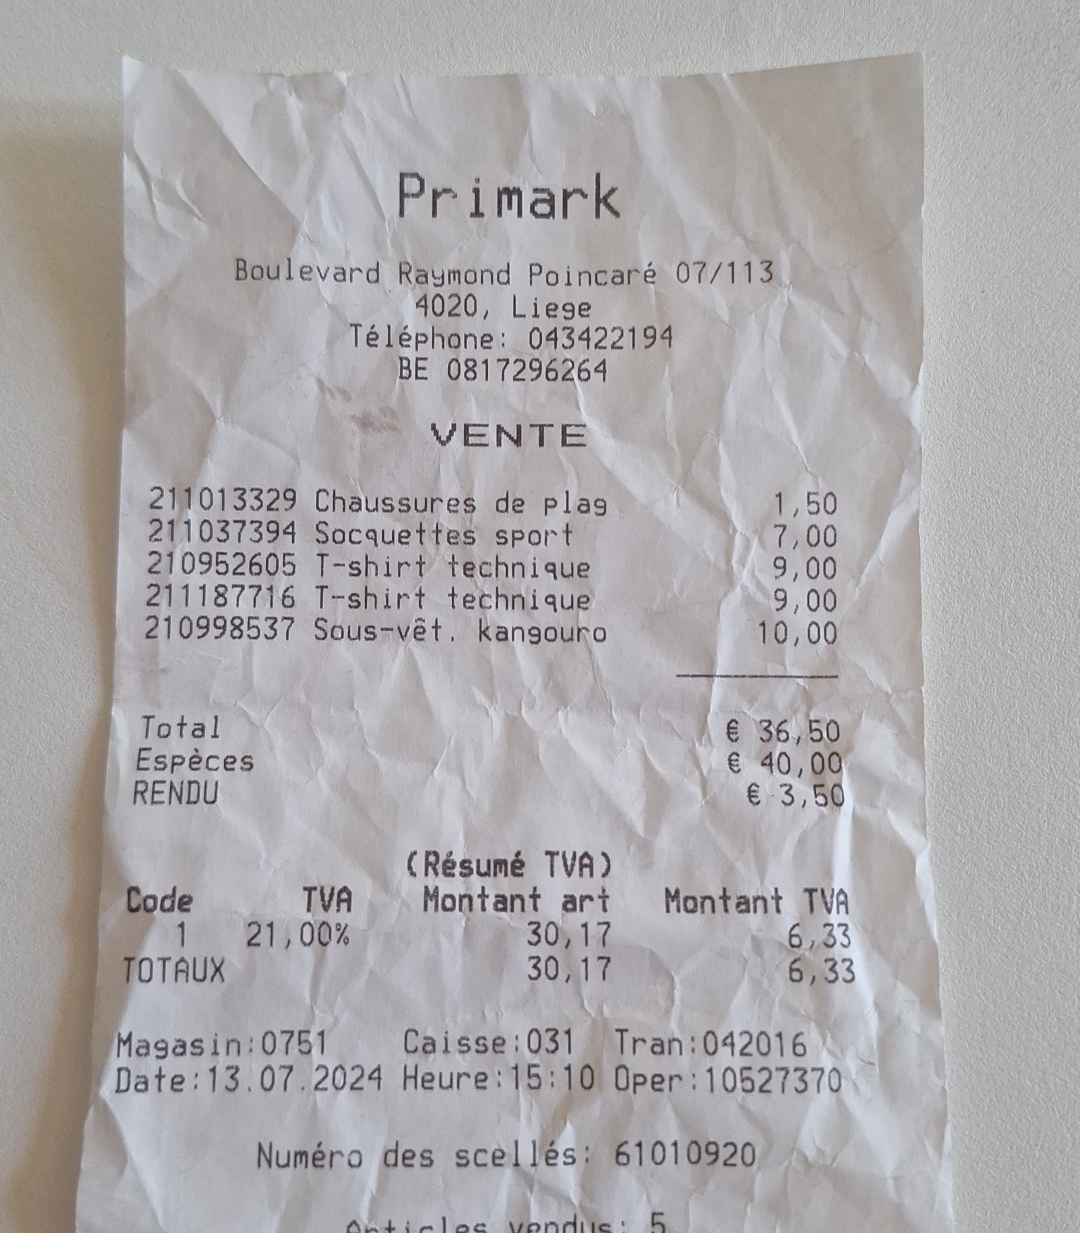 Primark
Boulevard Raymond Poincaré 07/113
4020, Liege
Téléphone: 043422194
BE 0817296264
VENTE
211013329 Chaussures de plag 1,50
211037394 Socquettes sport 7,00
210952605 T-shirt technique 9,00
211187716 T-shirt technique 9,00
210998537 Sous-vêt. kangouro 10,00
Total € 36,50
Espèces € 40,00
RENDU € 3,50
(Résumé TVA)
Code TVA Montant art Montant TVA
1 21,00% 30,17 6,33
TOTAUX 30,17 6,33
Magasin:0751 Caisse:031 Tran:042016
Date:13.07.2024 Heure:15:10 Oper:10527370
Numéro des scellés: 61010920
Articles vendus: 5